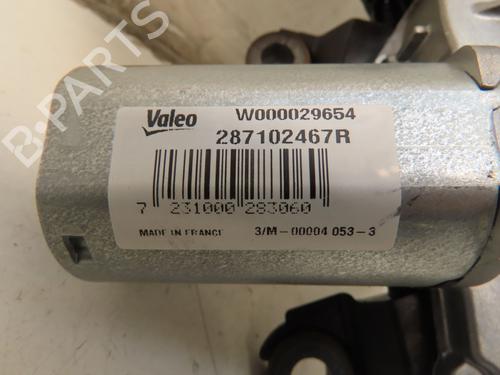 B-PARTS
Valeo
W000029654
287102467R
7 231000 283060
MADE IN FRANCE
3/M-00004 053-3